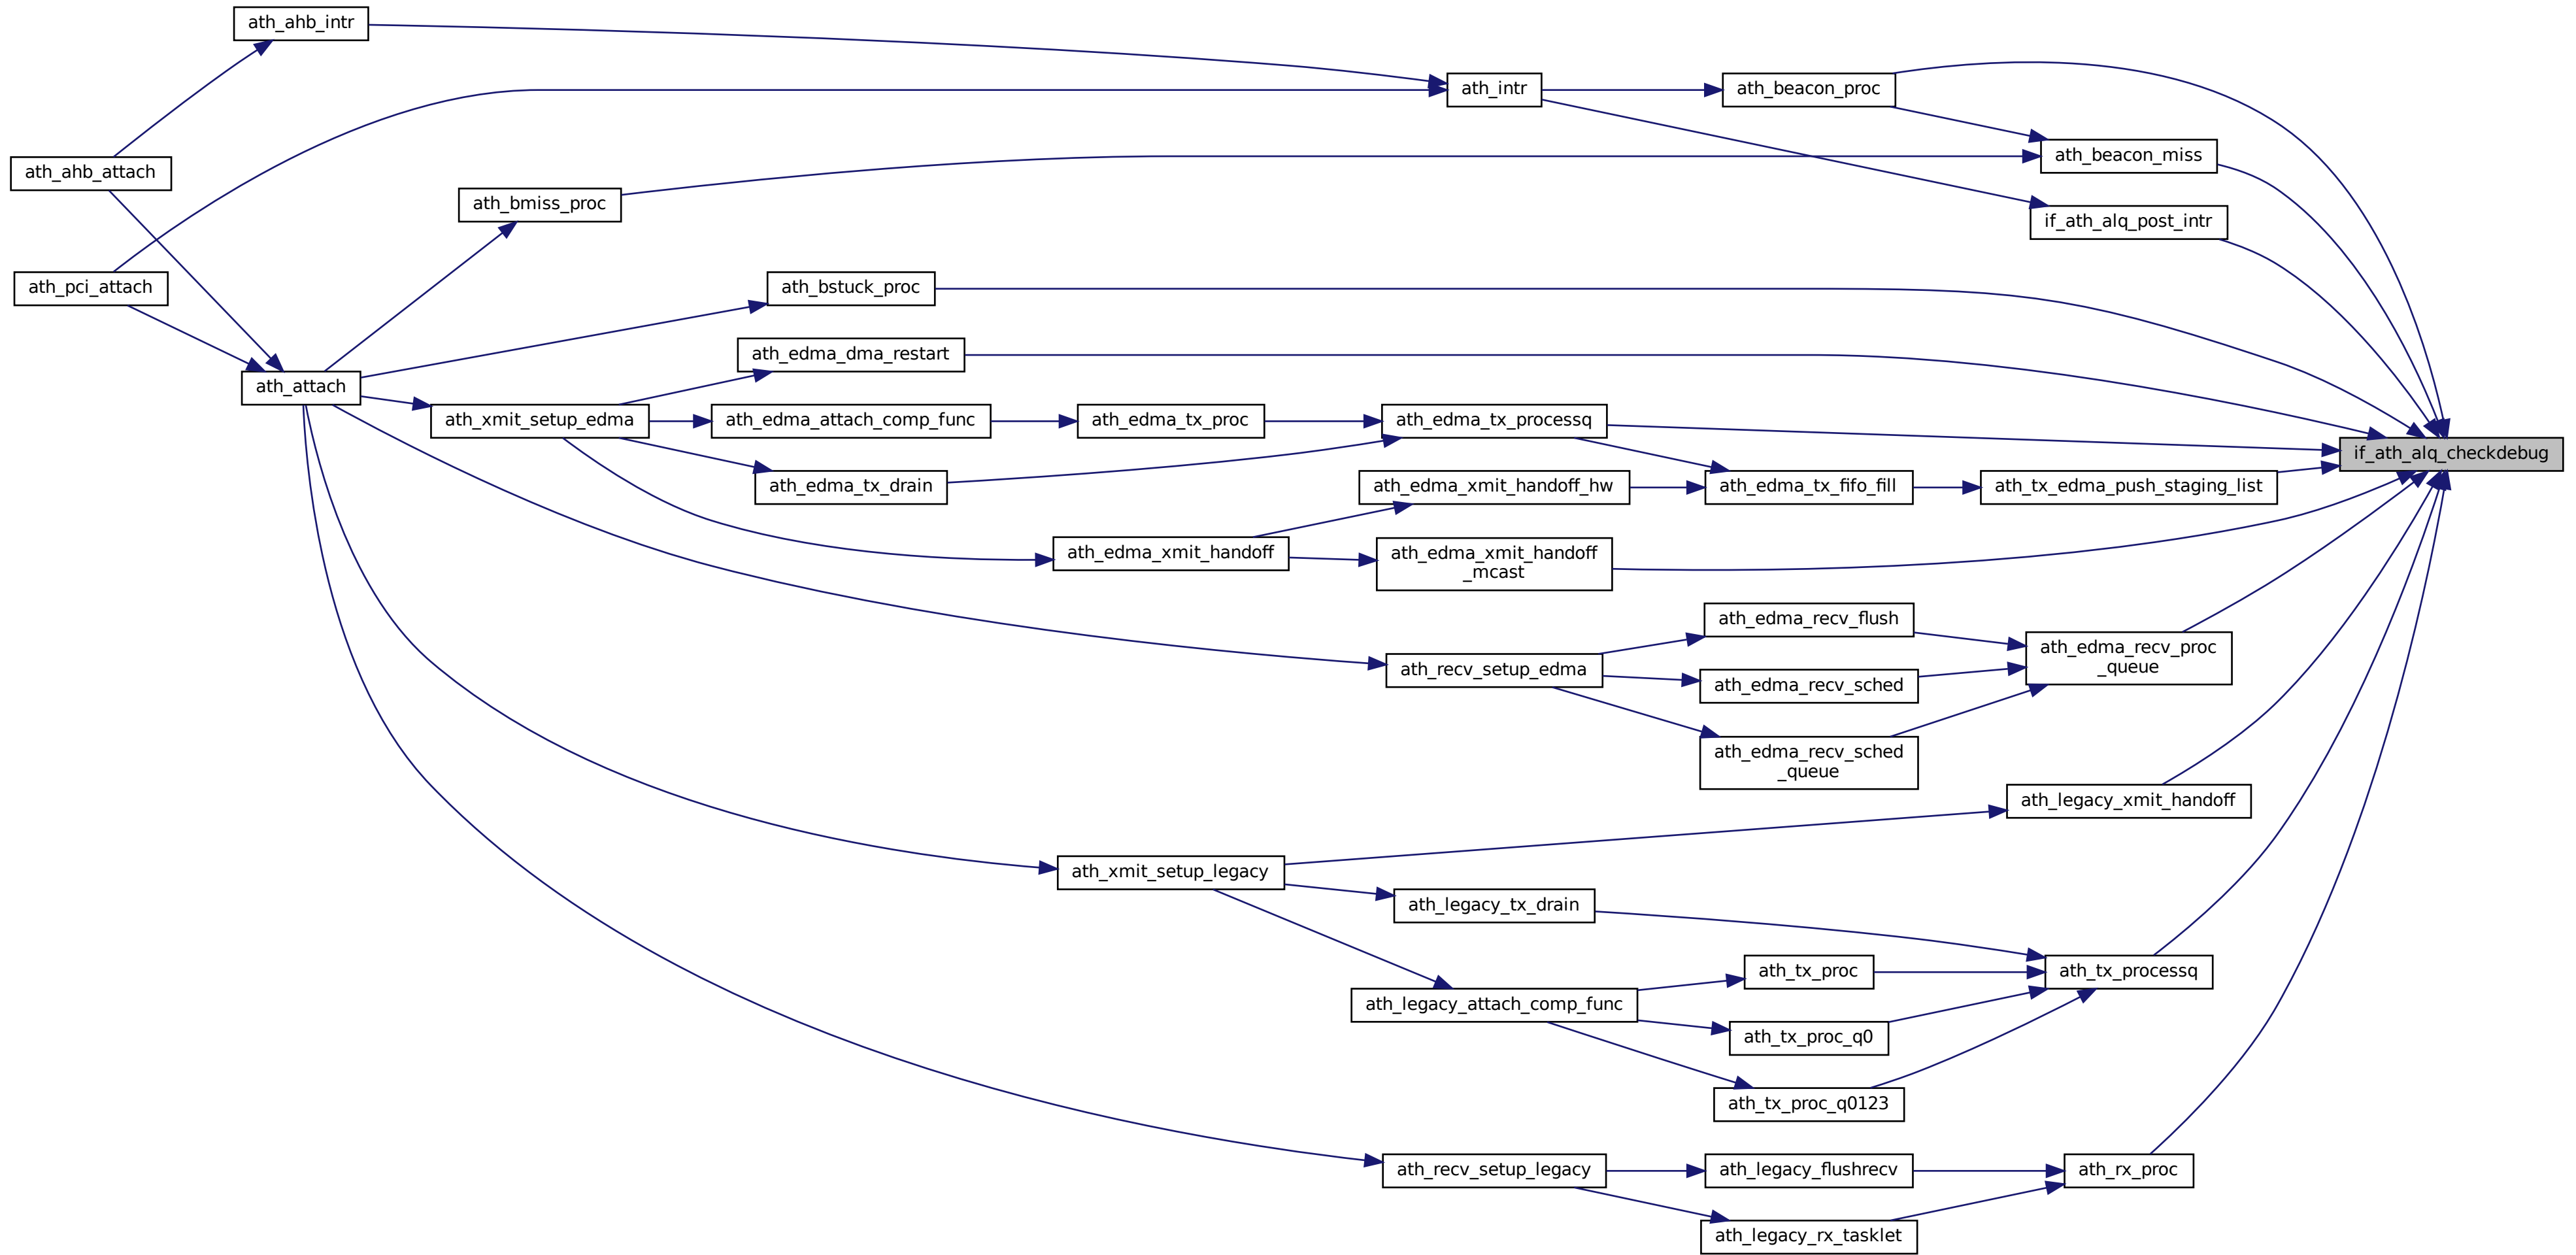 ath_ahb_intr
ath_intr
ath_beacon_proc
ath_beacon_miss
ath_ahb_attach
ath_bmiss_proc
if_ath_alq_post_intr
ath_pci_attach
ath_bstuck_proc
ath_edma_dma_restart
ath_attach
ath_xmit_setup_edma
ath_edma_attach_comp_func
ath_edma_tx_proc
ath_edma_tx_processq
if_ath_alq_checkdebug
ath_edma_tx_drain
ath_edma_xmit_handoff_hw
ath_edma_tx_fifo_fill
ath_tx_edma_push_staging_list
ath_edma_xmit_handoff
ath_edma_xmit_handoff
_mcast
ath_edma_recv_flush
ath_edma_recv_proc
_queue
ath_recv_setup_edma
ath_edma_recv_sched
ath_edma_recv_sched
_queue
ath_legacy_xmit_handoff
ath_xmit_setup_legacy
ath_legacy_tx_drain
ath_tx_proc
ath_tx_processq
ath_legacy_attach_comp_func
ath_tx_proc_q0
ath_tx_proc_q0123
ath_recv_setup_legacy
ath_legacy_flushrecv
ath_rx_proc
ath_legacy_rx_tasklet